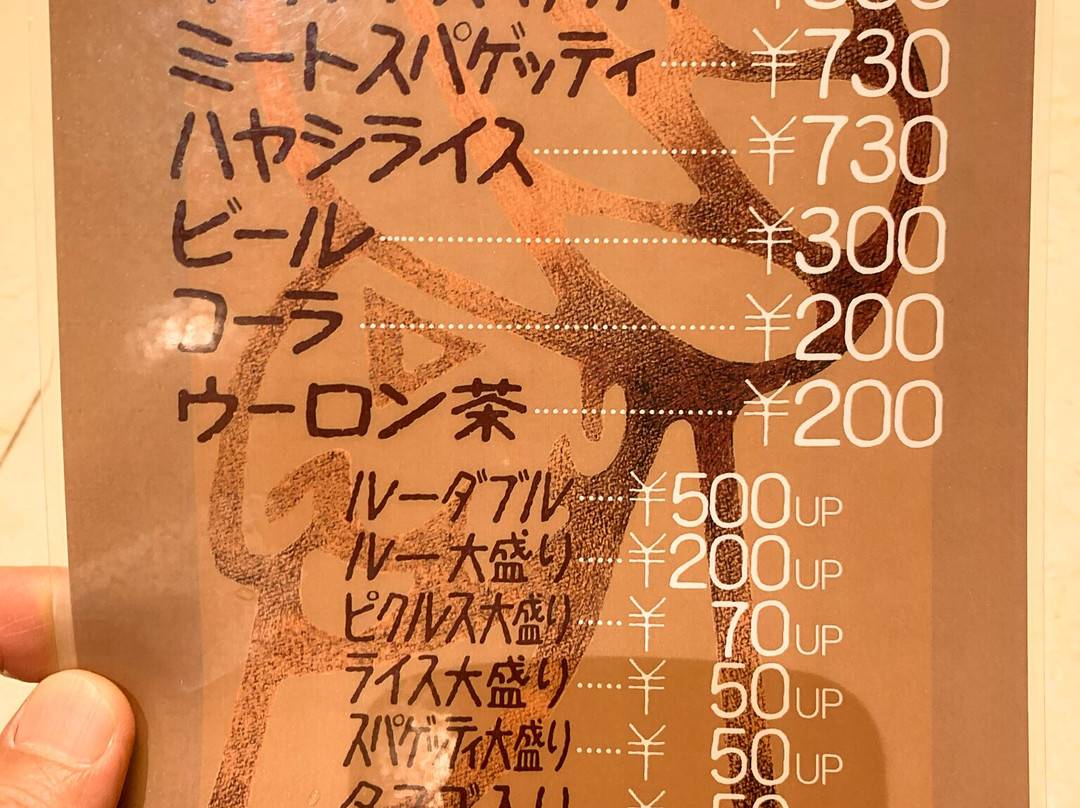 ミートスパゲッティ……¥730
ハヤシライス……¥730
ビール……¥300
コーラ……¥200
ウーロン茶……¥200
ルーダブル……¥500UP
ルー大盛り……¥200UP
ピクルス大盛り……¥70UP
ライス大盛り……¥50UP
スパゲッティ大盛り……¥50UP